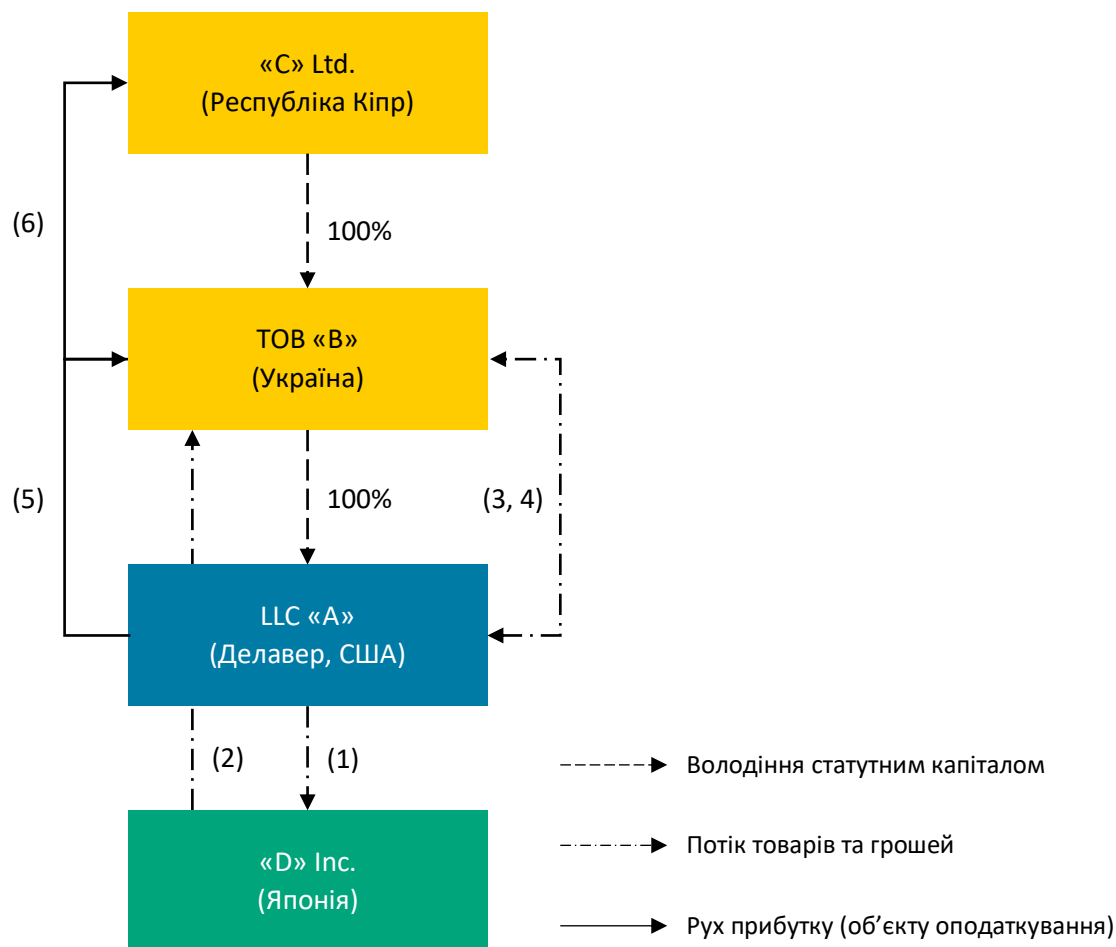 «C» Ltd.
(Республіка Кіпр)
(6)
100%
ТОВ «В»
(Україна)
(5)
100%
(3, 4)
LLC «A»
(Делавер, США)
(2)
(1)
Володіння статутним капіталом
Потік товарів та грошей
«D» Inc.
(Японія)
Рух прибутку (об’єкту оподаткування)